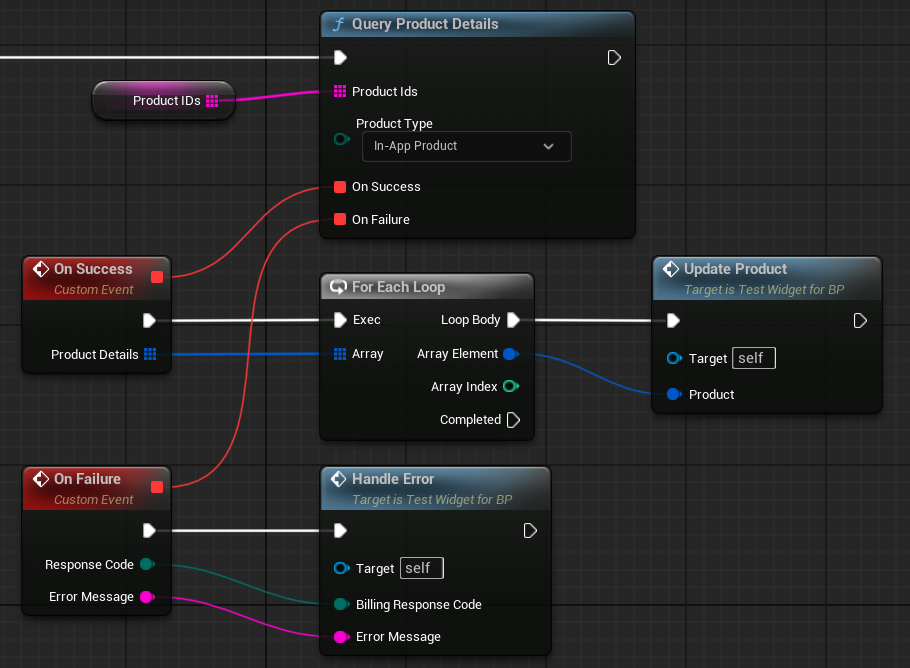 f Query Product Details
Product IDs
Product Ids
Product Type
In-App Product
On Success
On Failure
On Success
Custom Event
Product Details
For Each Loop
Exec
Loop Body
Array
Array Element
Array Index
Completed
Update Product
Target is Test Widget for BP
Target self
Product
On Failure
Custom Event
Response Code
Error Message
Handle Error
Target is Test Widget for BP
Target self
Billing Response Code
Error Message